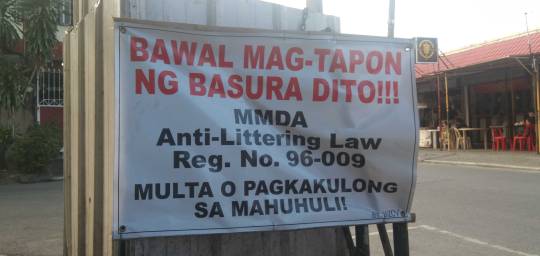 BAWAL MAG-TAPON
NG BASURA DITO!!!
MMDA
Anti-Littering Law
Reg. No. 96-009
MULTA O PAGKAKULONG
SA MAHUHULI!